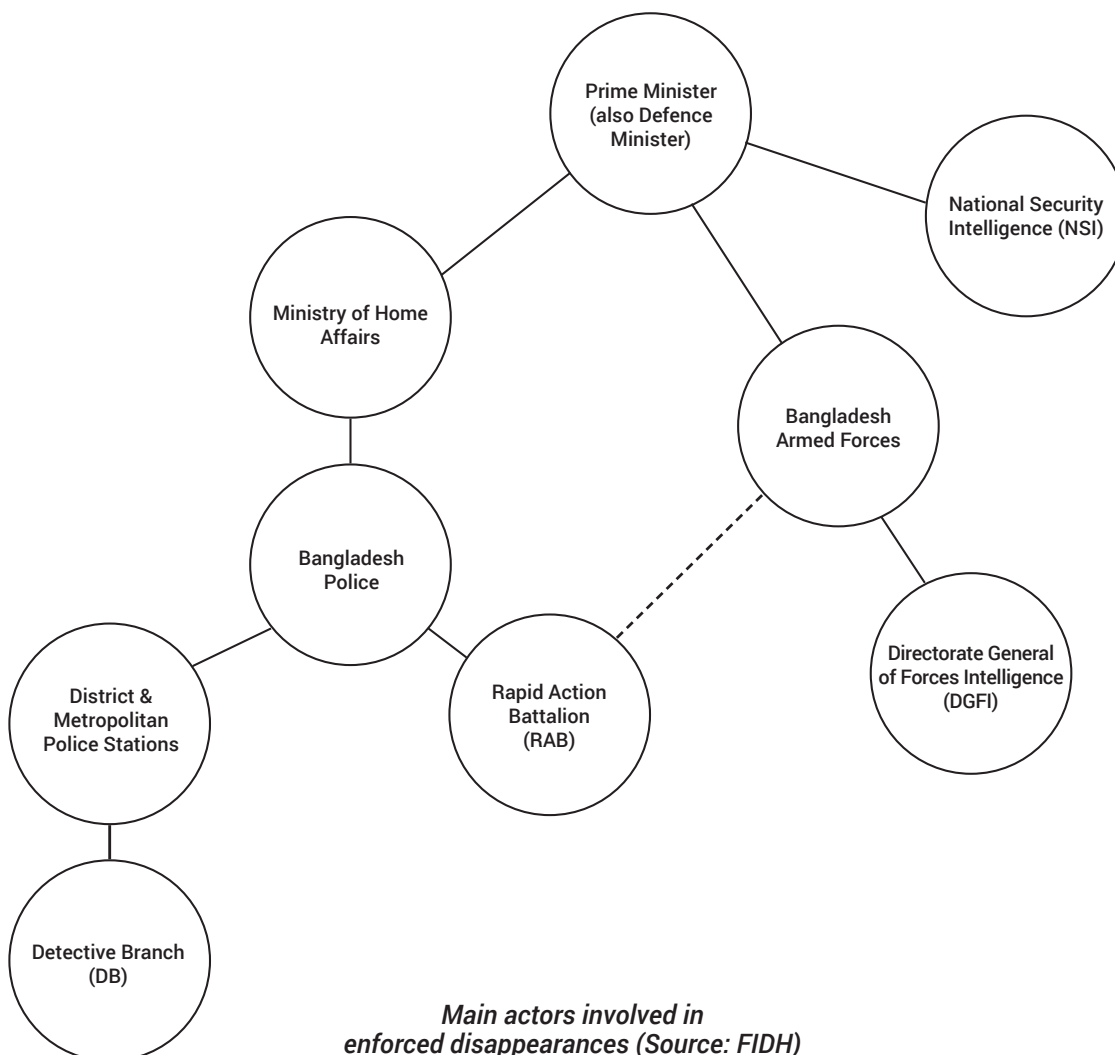 Prime Minister
(also Defence
Minister)
National Security
Intelligence (NSI)
Ministry of Home
Affairs
Bangladesh
Armed Forces
Bangladesh
Police
Directorate General
of Forces Intelligence
(DGFI)
District &
Metropolitan
Police Stations
Rapid Action
Battalion
(RAB)
Detective Branch
(DB)
Main actors involved in
enforced disappearances (Source: FIDH)